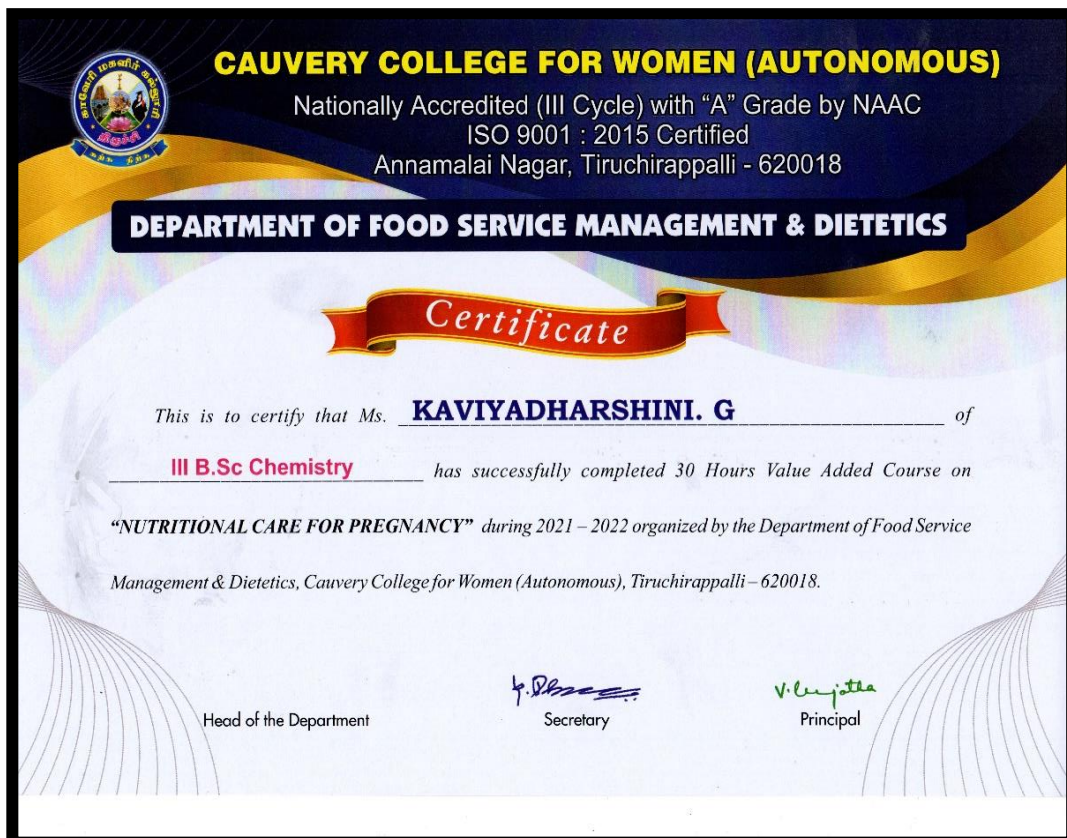 காவேரி மகளிர் கல்லூரி
திருச்சி
கற்க நிற்க
CAUVERY COLLEGE FOR WOMEN (AUTONOMOUS)
Nationally Accredited (III Cycle) with “A” Grade by NAAC
ISO 9001 : 2015 Certified
Annamalai Nagar, Tiruchirappalli - 620018
DEPARTMENT OF FOOD SERVICE MANAGEMENT & DIETETICS
Certificate
This is to certify that Ms. KAVIYADHARSHINI. G of
III B.Sc Chemistry has successfully completed 30 Hours Value Added Course on
“NUTRITIONAL CARE FOR PREGNANCY” during 2021 – 2022 organized by the Department of Food Service
Management & Dietetics, Cauvery College for Women (Autonomous), Tiruchirappalli – 620018.
Head of the Department
Secretary
Principal